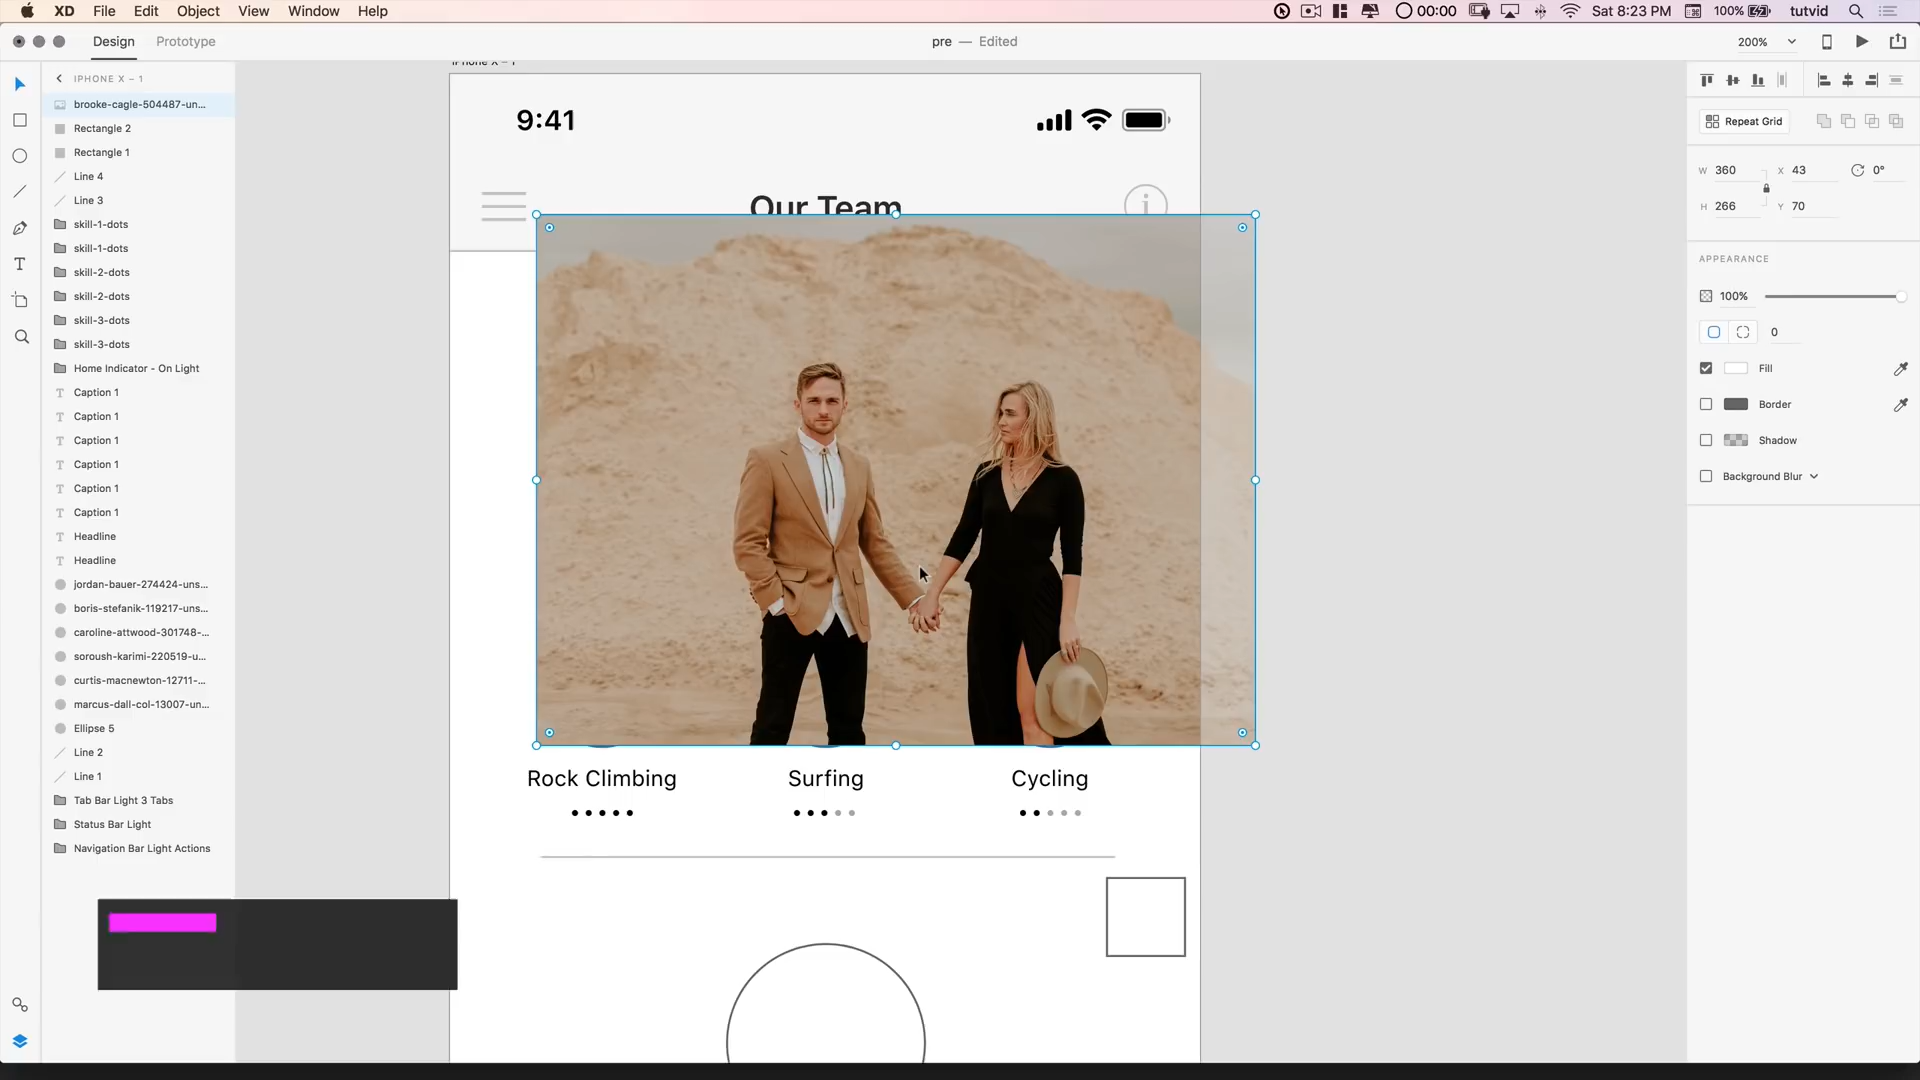 XD File Edit Object View Window Help
00:00 100% Sat 8:23 PM tutvid
Design Prototype
pre — Edited
200%
IPHONE X – 1
brooke-cagle-504487-un...
Rectangle 2
Rectangle 1
Line 4
Line 3
skill-1-dots
skill-1-dots
skill-2-dots
skill-2-dots
skill-3-dots
skill-3-dots
Home Indicator - On Light
Caption 1
Caption 1
Caption 1
Caption 1
Caption 1
Caption 1
Headline
Headline
jordan-bauer-274424-uns...
boris-stefanik-119217-uns...
caroline-attwood-301748-...
soroush-karimi-220519-u...
curtis-macnewton-12711-...
marcus-dall-col-13007-un...
Ellipse 5
Line 2
Line 1
Tab Bar Light 3 Tabs
Status Bar Light
Navigation Bar Light Actions
iPhone X – 1
9:41
Our Team
Rock Climbing Surfing Cycling
Repeat Grid
W 360 X 43 0°
H 266 Y 70
APPEARANCE
100%
0
Fill
Border
Shadow
Background Blur